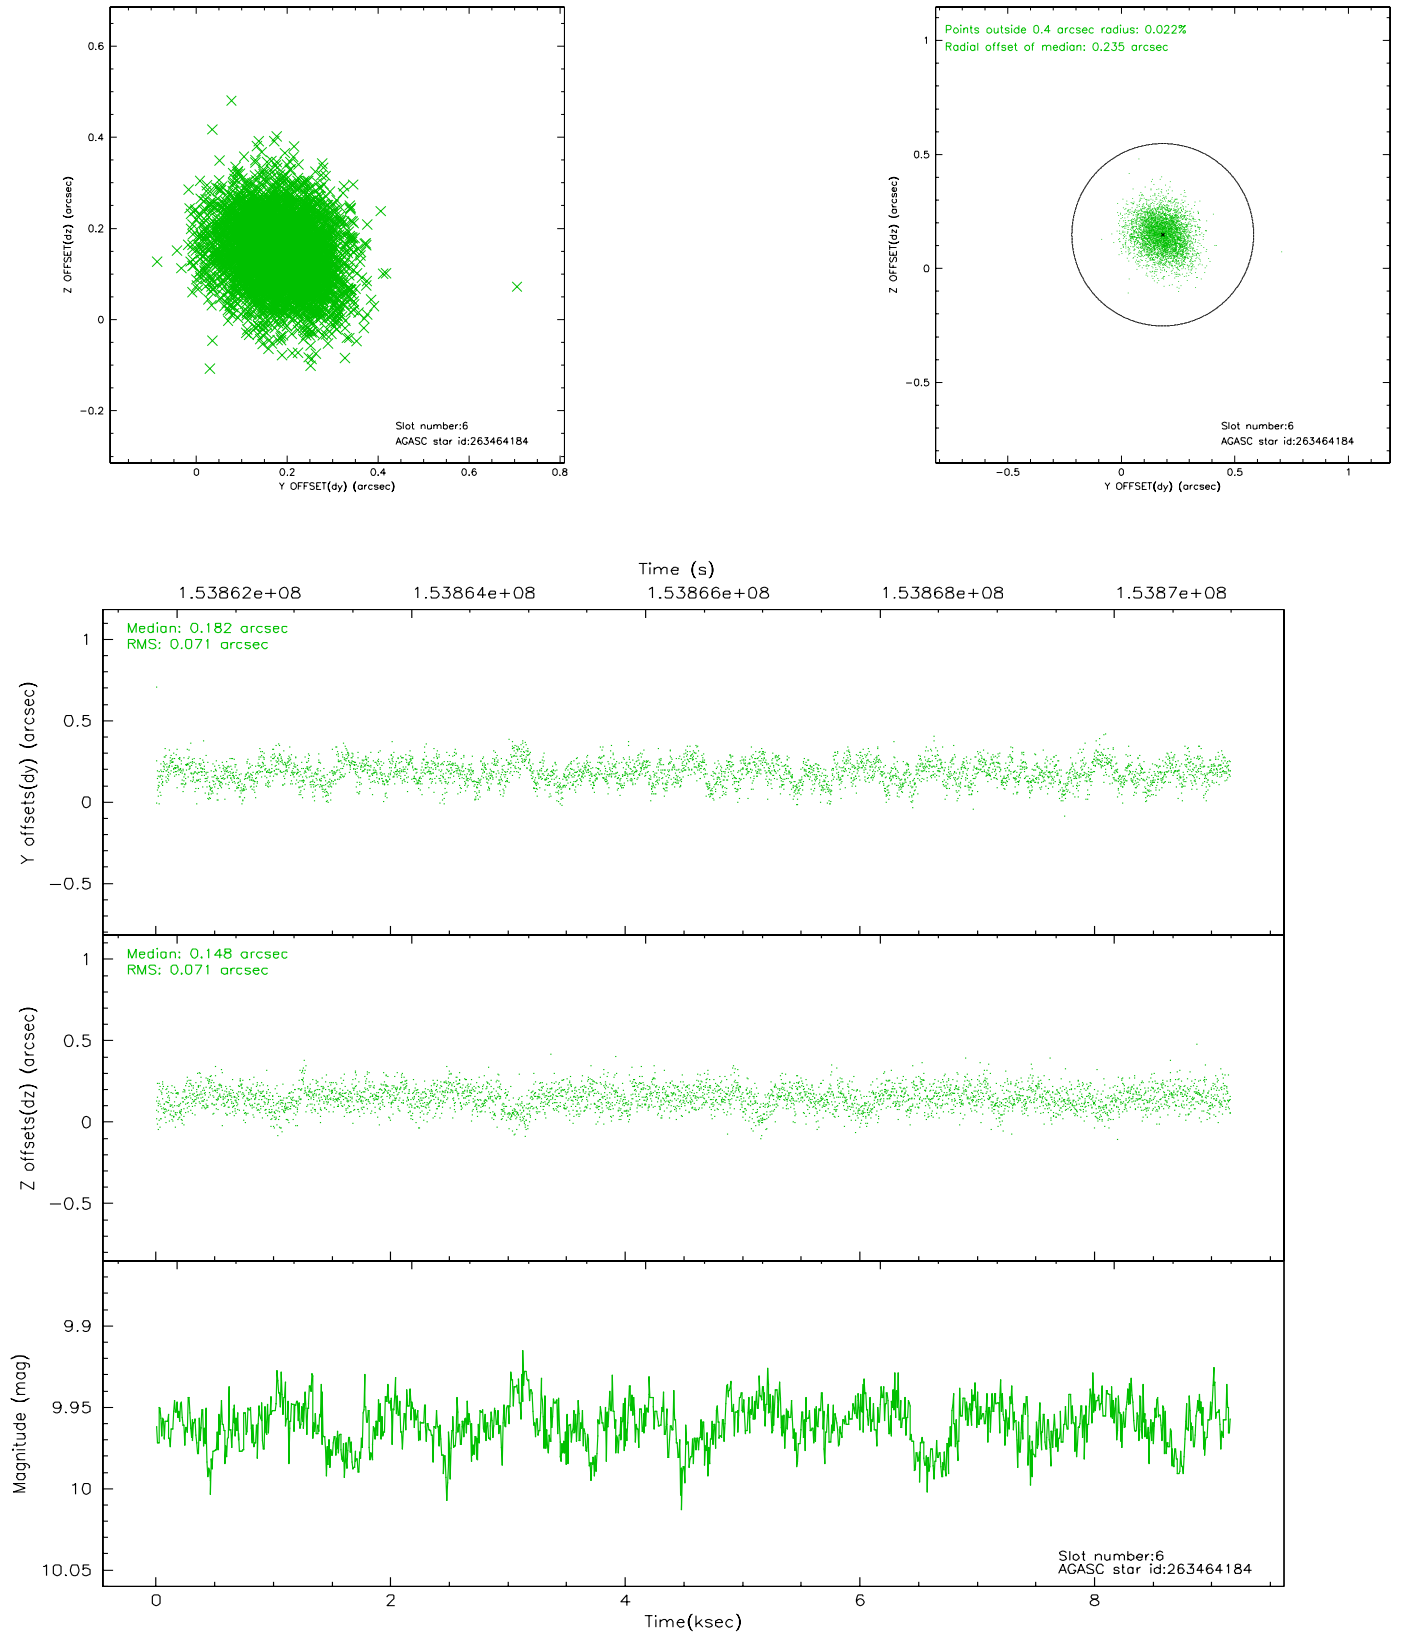 0.6
0.4
0.2
0
−0.2
Z OFFSET(dz) (arcsec)
0
0.2
0.4
0.6
0.8
Y OFFSET(dy) (arcsec)
Slot number:6
AGASC star id:263464184
Points outside 0.4 arcsec radius: 0.022%
Radial offset of median: 0.235 arcsec
1
0.5
0
−0.5
Z OFFSET(dz) (arcsec)
−0.5
0
0.5
1
Y OFFSET(dy) (arcsec)
Slot number:6
AGASC star id:263464184
Time (s)
1.53862e+08
1.53864e+08
1.53866e+08
1.53868e+08
1.5387e+08
Median: 0.182 arcsec
RMS: 0.071 arcsec
1
0.5
0
−0.5
Y offsets(dy) (arcsec)
Median: 0.148 arcsec
RMS: 0.071 arcsec
1
0.5
0
−0.5
Z offsets(dz) (arcsec)
9.9
9.95
10
10.05
Magnitude (mag)
Slot number:6
AGASC star id:263464184
0
2
4
6
8
Time(ksec)